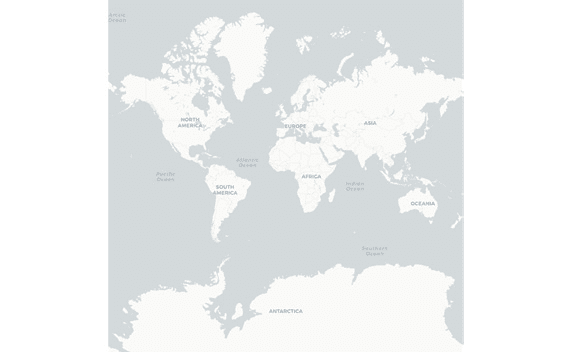 Arctic
Ocean
NORTH
AMERICA
EUROPE
ASIA
Atlantic
Ocean
Pacific
Ocean
AFRICA
SOUTH
AMERICA
Indian
Ocean
OCEANIA
Southern
Ocean
ANTARCTICA